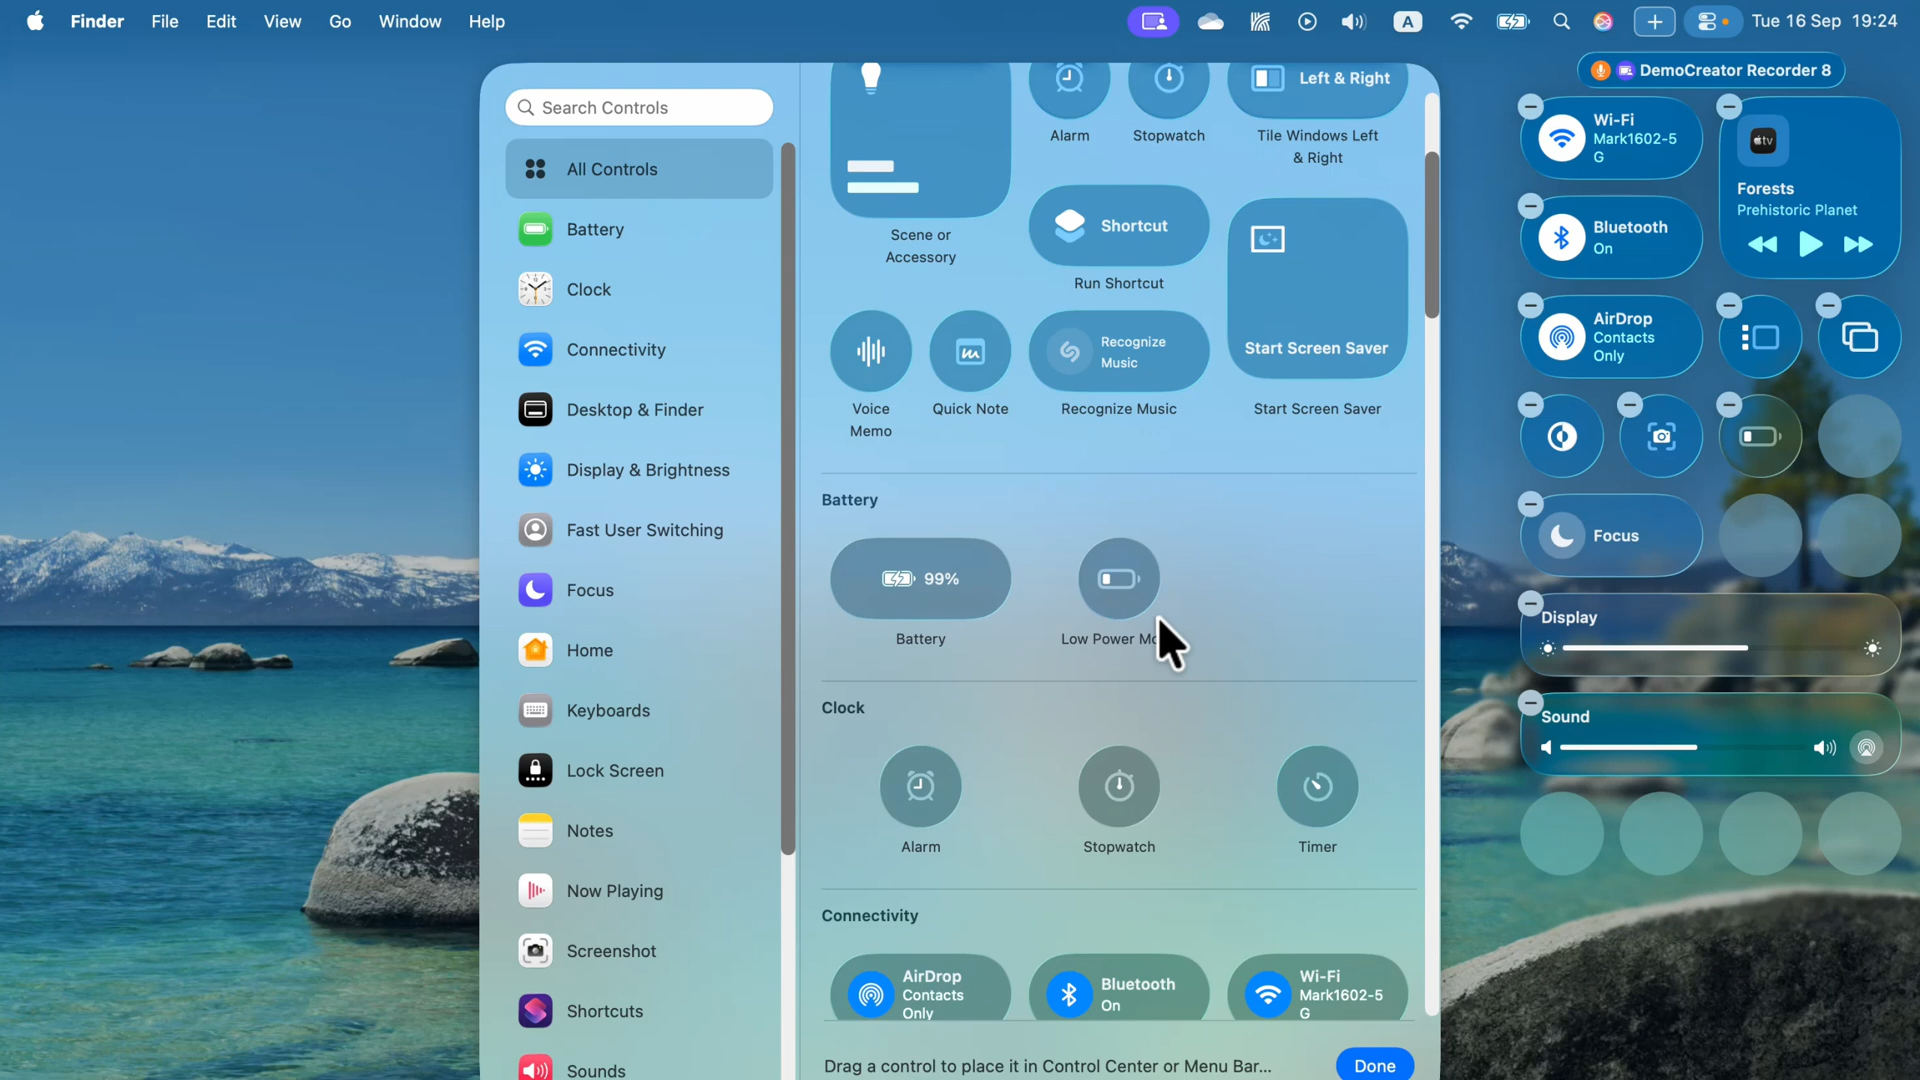 Finder File Edit View Go Window Help
A
Tue 16 Sep 19:24
DemoCreator Recorder 8
Search Controls
All Controls
Battery
Clock
Connectivity
Desktop & Finder
Display & Brightness
Fast User Switching
Focus
Home
Keyboards
Lock Screen
Notes
Now Playing
Screenshot
Shortcuts
Sounds
Left & Right
Alarm
Stopwatch
Tile Windows Left
& Right
Scene or
Accessory
Shortcut
Run Shortcut
Start Screen Saver
Start Screen Saver
Voice
Memo
Quick Note
Recognize
Music
Recognize Music
Battery
99%
Battery
Low Power Mo
Clock
Alarm
Stopwatch
Timer
Connectivity
AirDrop
Contacts
Only
Bluetooth
On
Wi-Fi
Mark1602-5
G
Drag a control to place it in Control Center or Menu Bar...
Done
Wi-Fi
Mark1602-5
G
tv
Forests
Prehistoric Planet
Bluetooth
On
AirDrop
Contacts
Only
Focus
Display
Sound